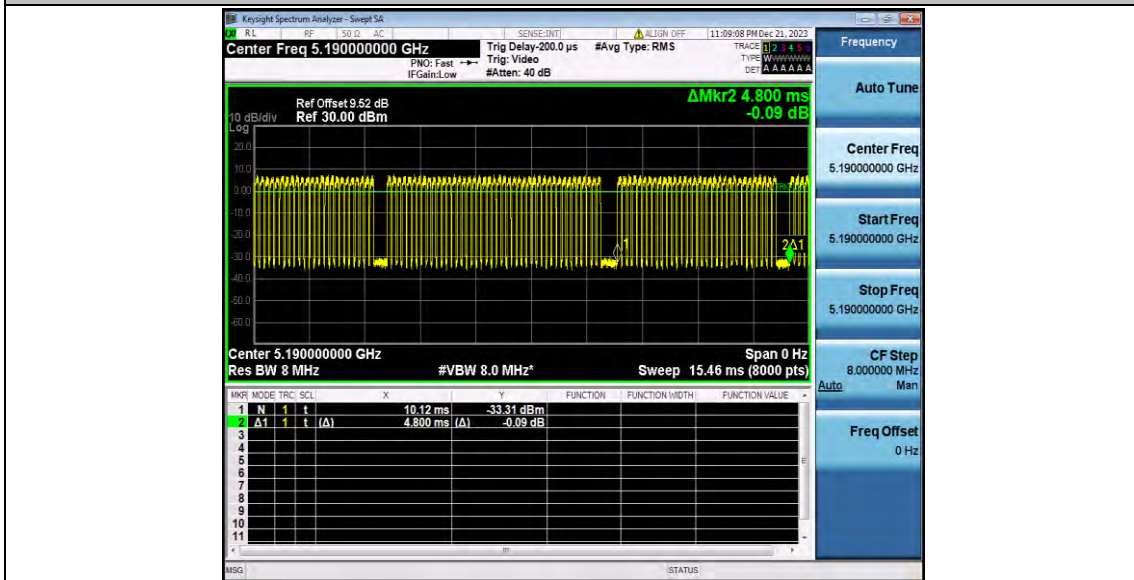 Keysight Spectrum Analyzer - Swept SA
RL RF 50 Ω AC SENSE:INT ALIGN OFF 11:09:08 PM Dec 21, 2023
Center Freq 5.190000000 GHz
Trig Delay-200.0 µs #Avg Type: RMS
TRACE 1 2 3 4 5 6
PNO: Fast Trig: Video
TYPE
IFGain:Low #Atten: 40 dB
DET A A A A A A
Frequency
ΔMkr2 4.800 ms
-0.09 dB
Ref Offset 9.52 dB
10 dB/div Ref 30.00 dBm
Log
20.0
10.0
0.00
-10.0
-20.0
-30.0
-40.0
-50.0
-60.0
1
2Δ1
Center 5.190000000 GHz Span 0 Hz
Res BW 8 MHz #VBW 8.0 MHz* Sweep 15.46 ms (8000 pts)
MKR MODE TRC SCL X Y FUNCTION FUNCTION WIDTH FUNCTION VALUE
1 N 1 t 10.12 ms -33.31 dBm
2 Δ1 1 t (Δ) 4.800 ms (Δ) -0.09 dB
3
4
5
6
7
8
9
10
11
MSG STATUS
Auto Tune
Center Freq
5.190000000 GHz
Start Freq
5.190000000 GHz
Stop Freq
5.190000000 GHz
CF Step
8.000000 MHz
Auto Man
Freq Offset
0 Hz